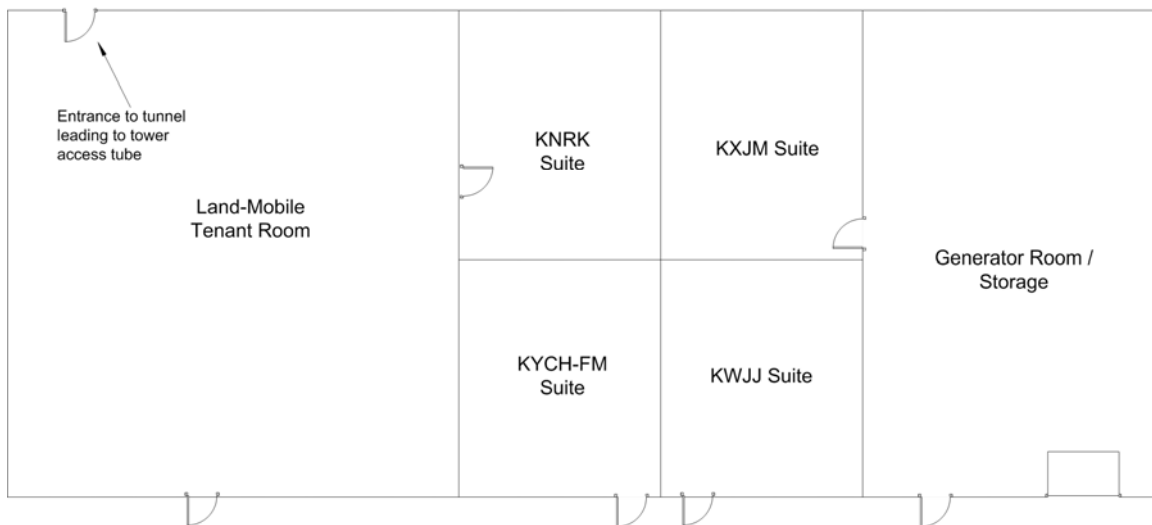 Entrance to tunnel
leading to tower
access tube
Land-Mobile
Tenant Room
KNRK
Suite
KXJM Suite
KYCH-FM
Suite
KWJJ Suite
Generator Room /
Storage